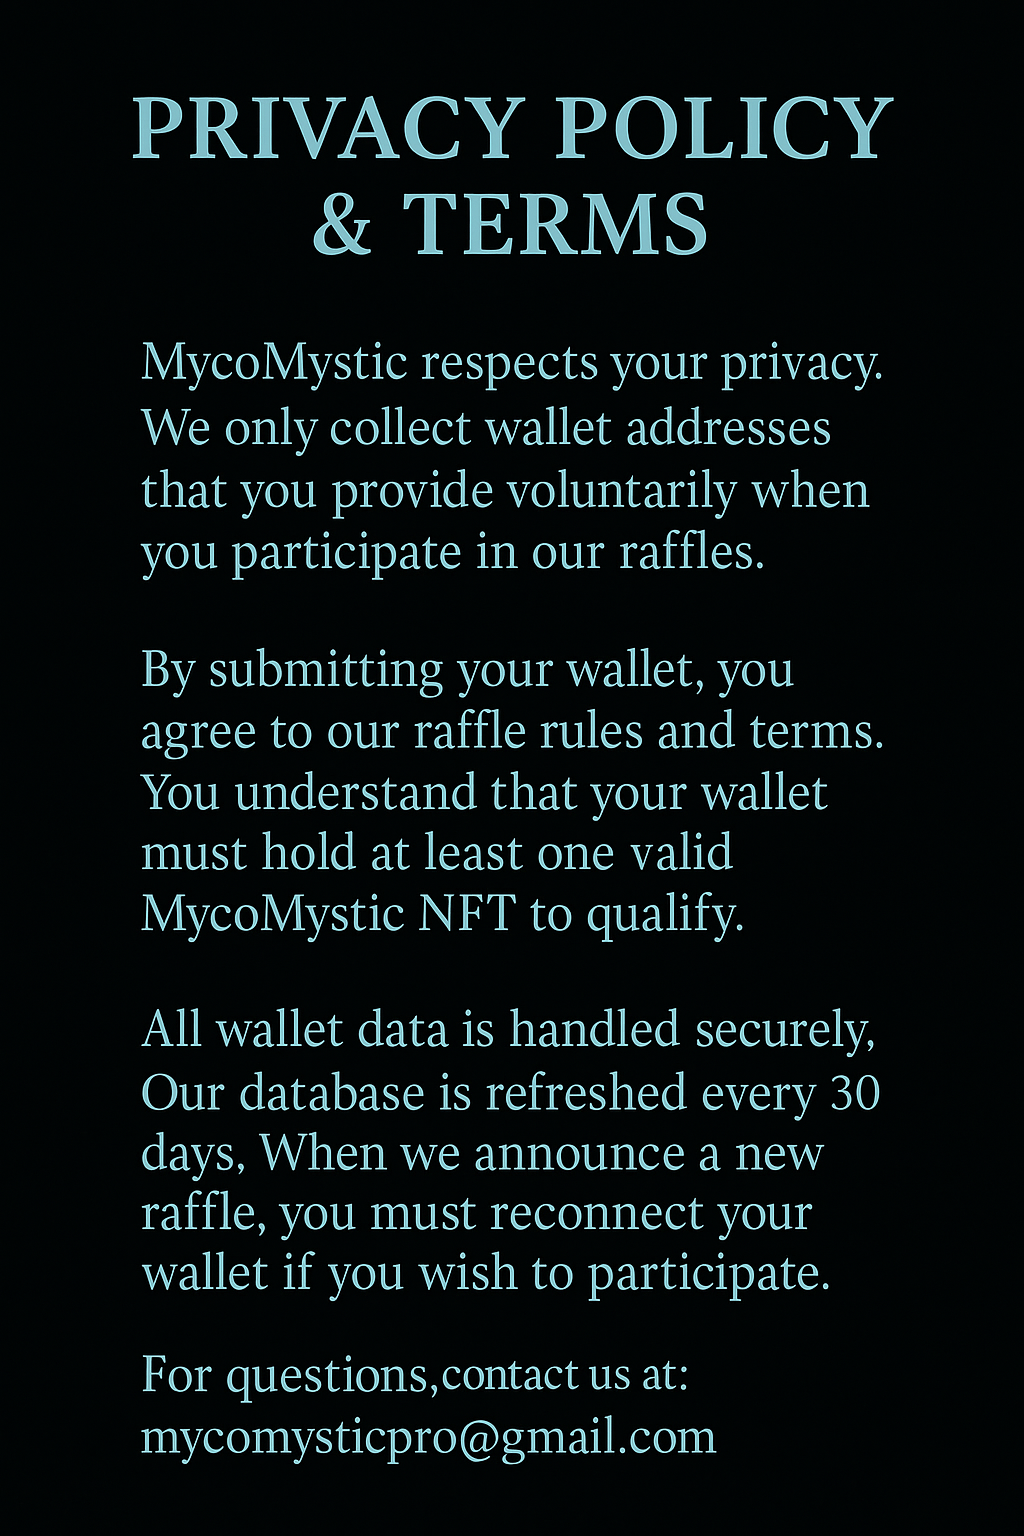 PRIVACY POLICY
& TERMS
MycoMystic respects your privacy.
We only collect wallet addresses
that you provide voluntarily when
you participate in our raffles.
By submitting your wallet, you
agree to our raffle rules and terms.
You understand that your wallet
must hold at least one valid
MycoMystic NFT to qualify.
All wallet data is handled securely,
Our database is refreshed every 30
days, When we announce a new
raffle, you must reconnect your
wallet if you wish to participate.
For questions,contact us at:
mycomysticpro@gmail.com